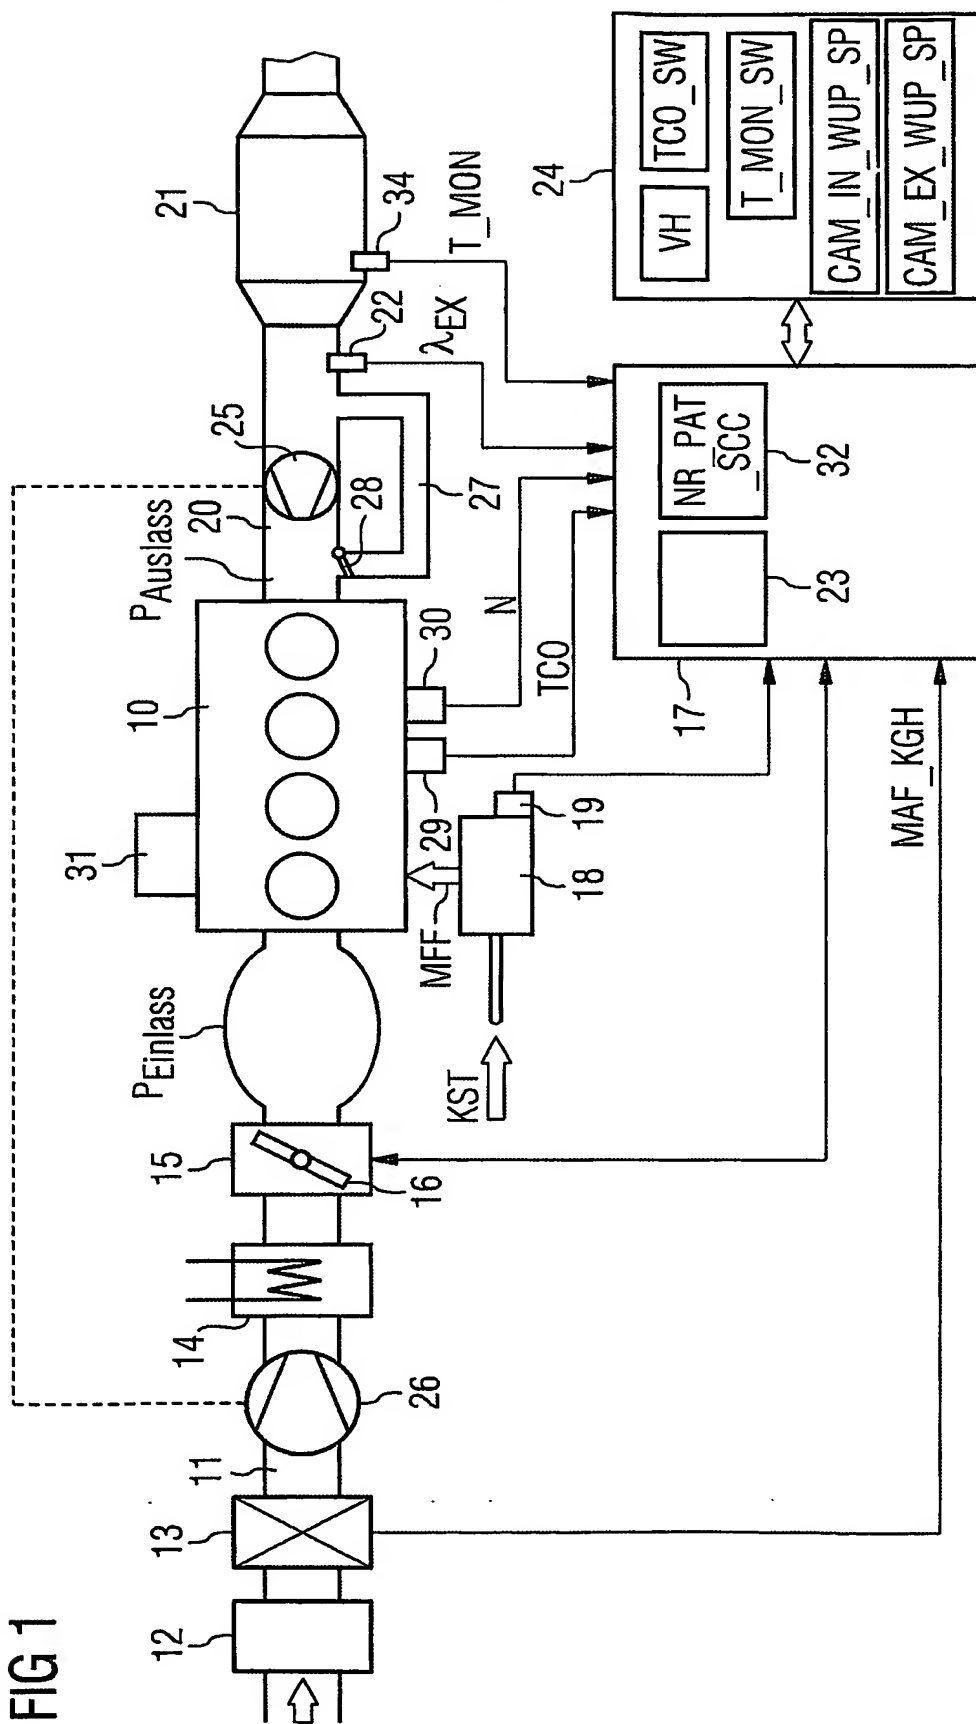 FIG 1
12
13
11
26
14
15
16
PEinlass
KST
31
10
MFF
18
19
29
30
PAuslass
20
25
28
27
22
21
34
TCO
N
λEX
T_MON
MAF_KGH
17
23
32
NR_PAT
_SCC
24
VH
TCO_SW
T_MON_SW
CAM_IN_WUP_SP
CAM_EX_WUP_SP